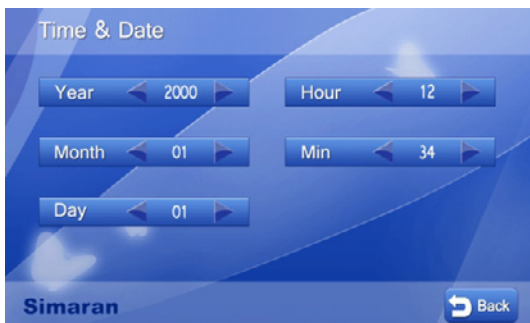 Time & Date
Year 2000 Hour 12
Month 01 Min 34
Day 01
Simaran Back